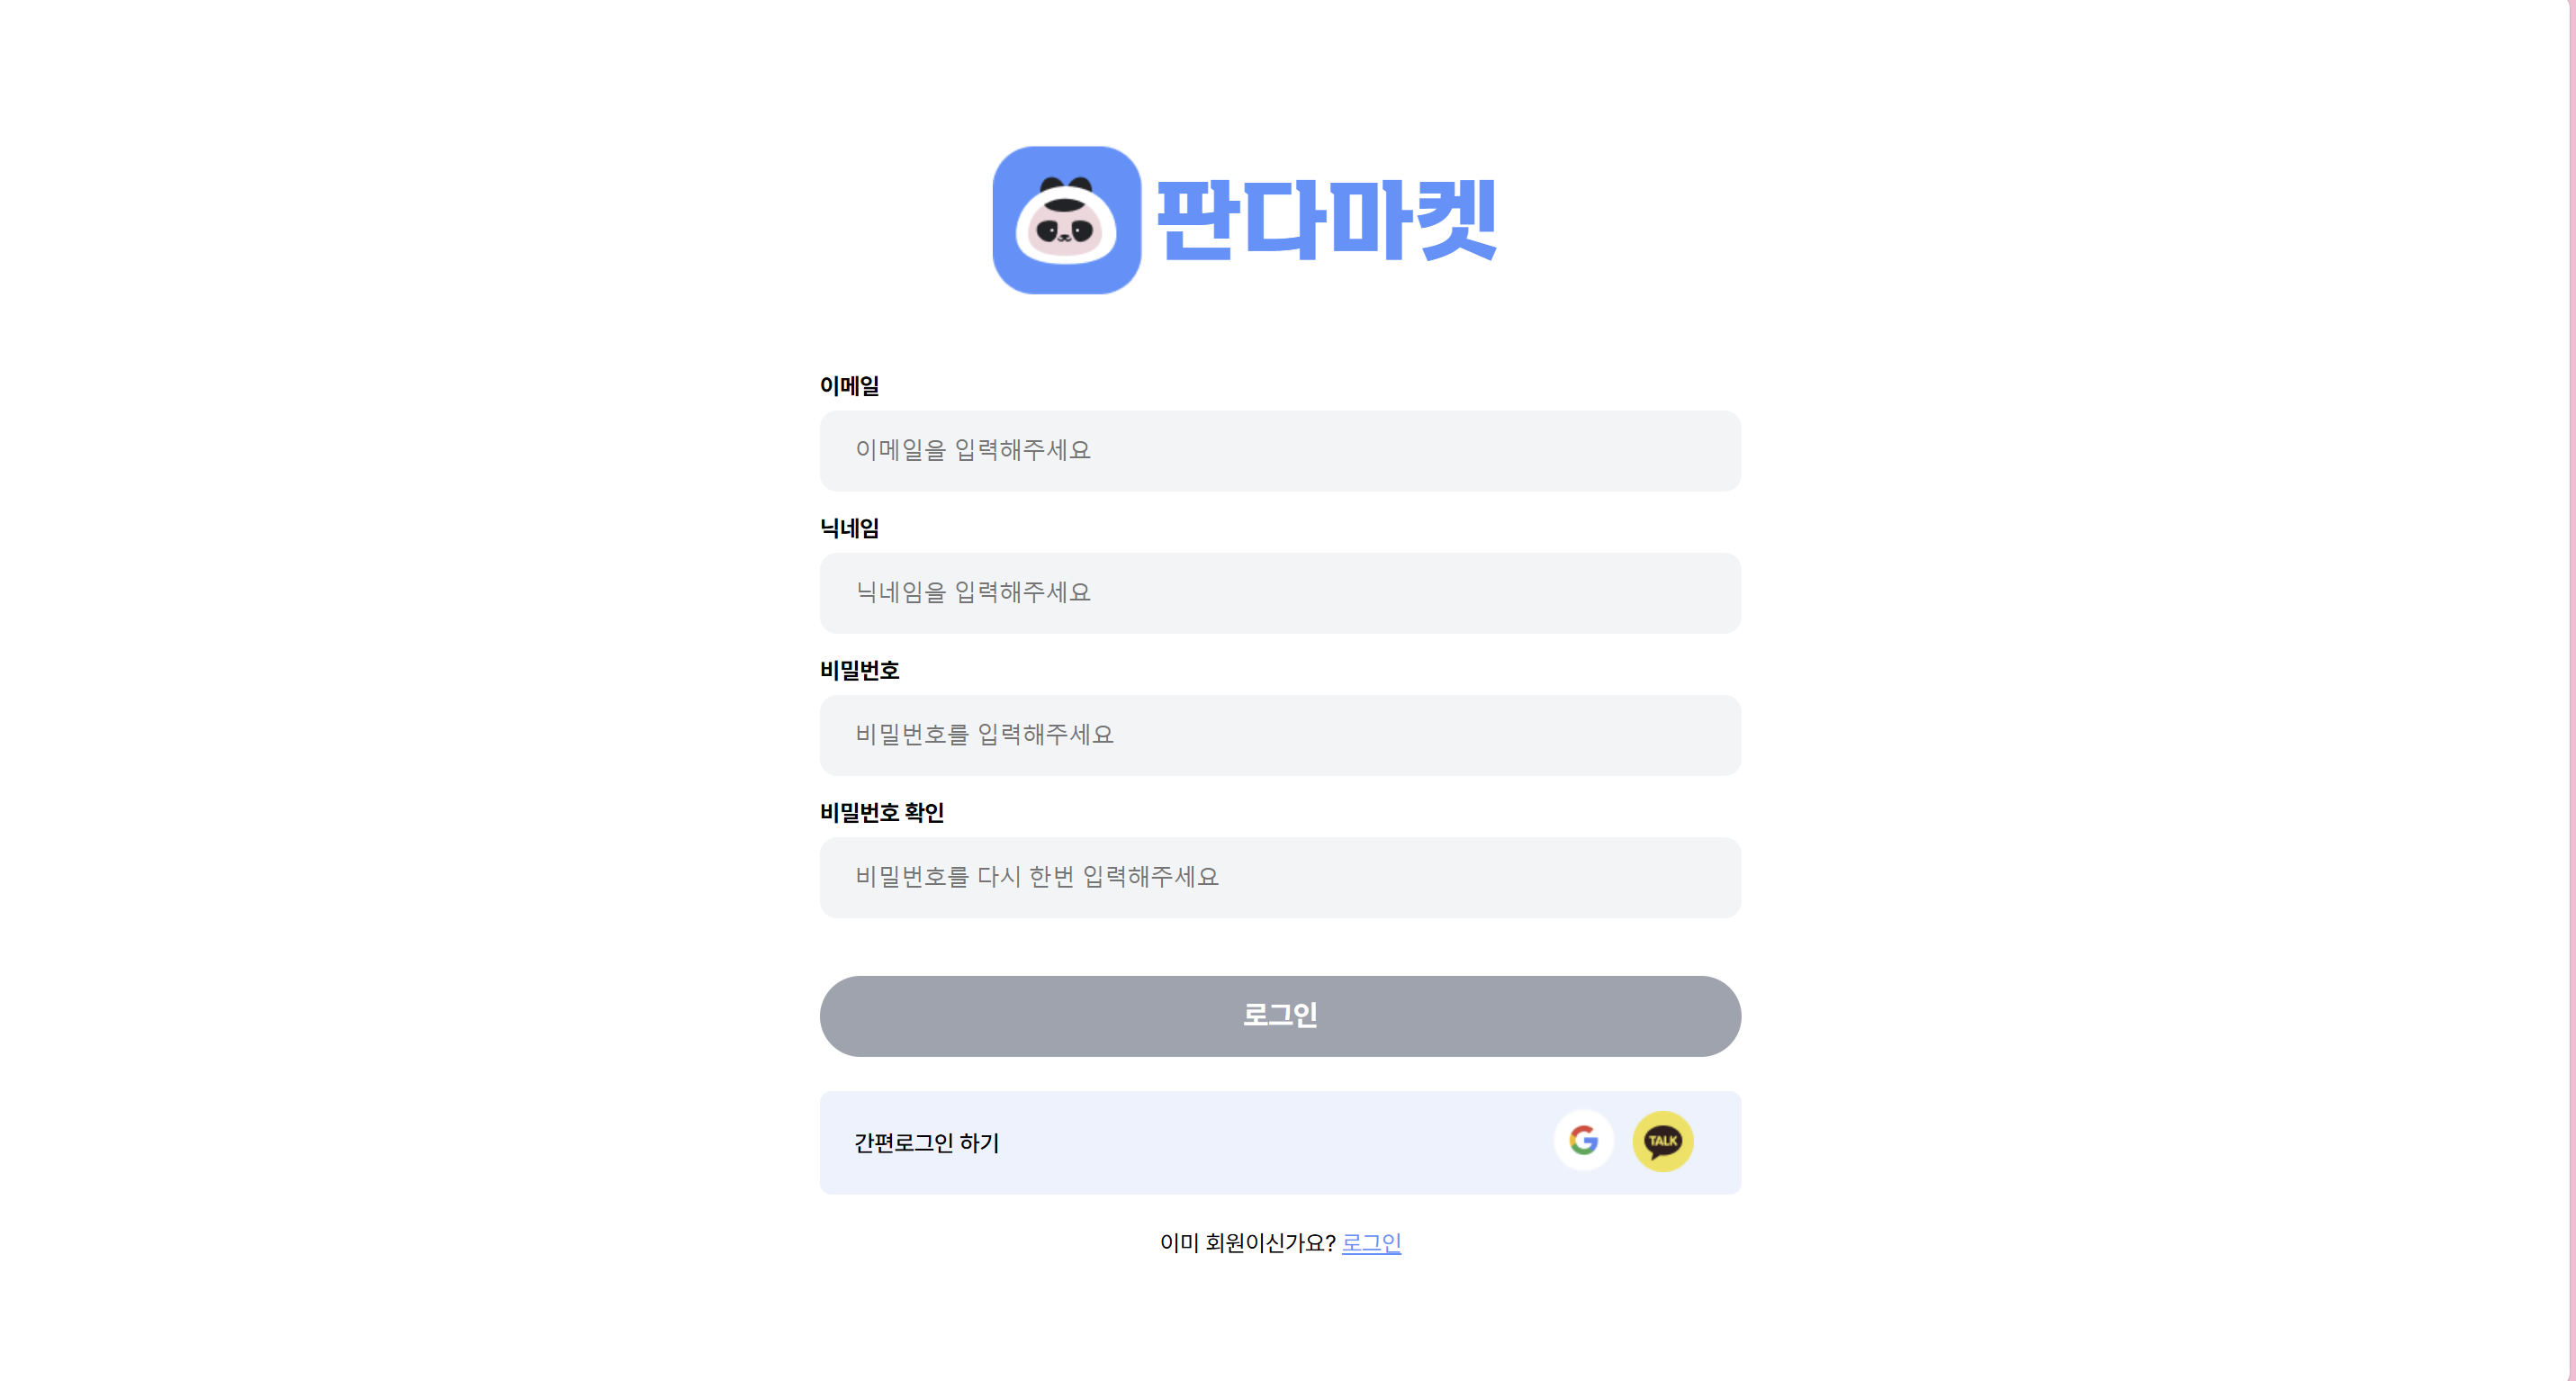 판다마켓
이메일
이메일을 입력해주세요
닉네임
닉네임을 입력해주세요
비밀번호
비밀번호를 입력해주세요
비밀번호 확인
비밀번호를 다시 한번 입력해주세요
로그인
간편로그인 하기
G
TALK
이미 회원이신가요? 로그인